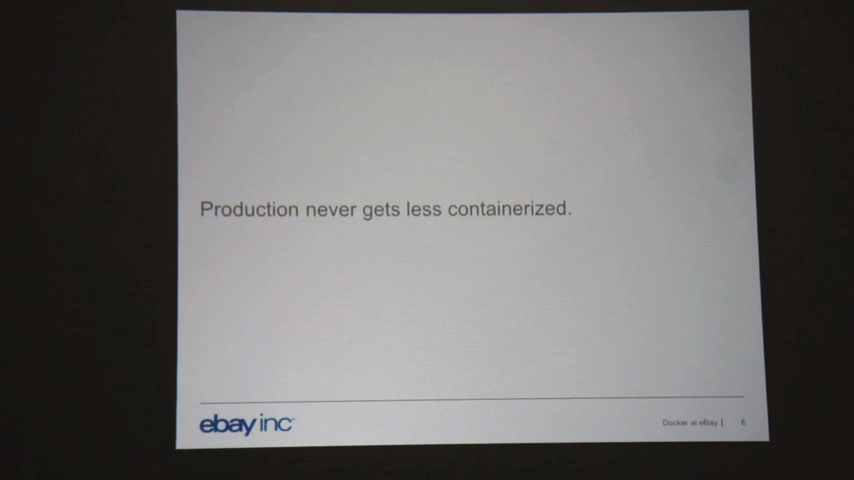 Production never gets less containerized.
ebay inc
Docker at eBay | 6